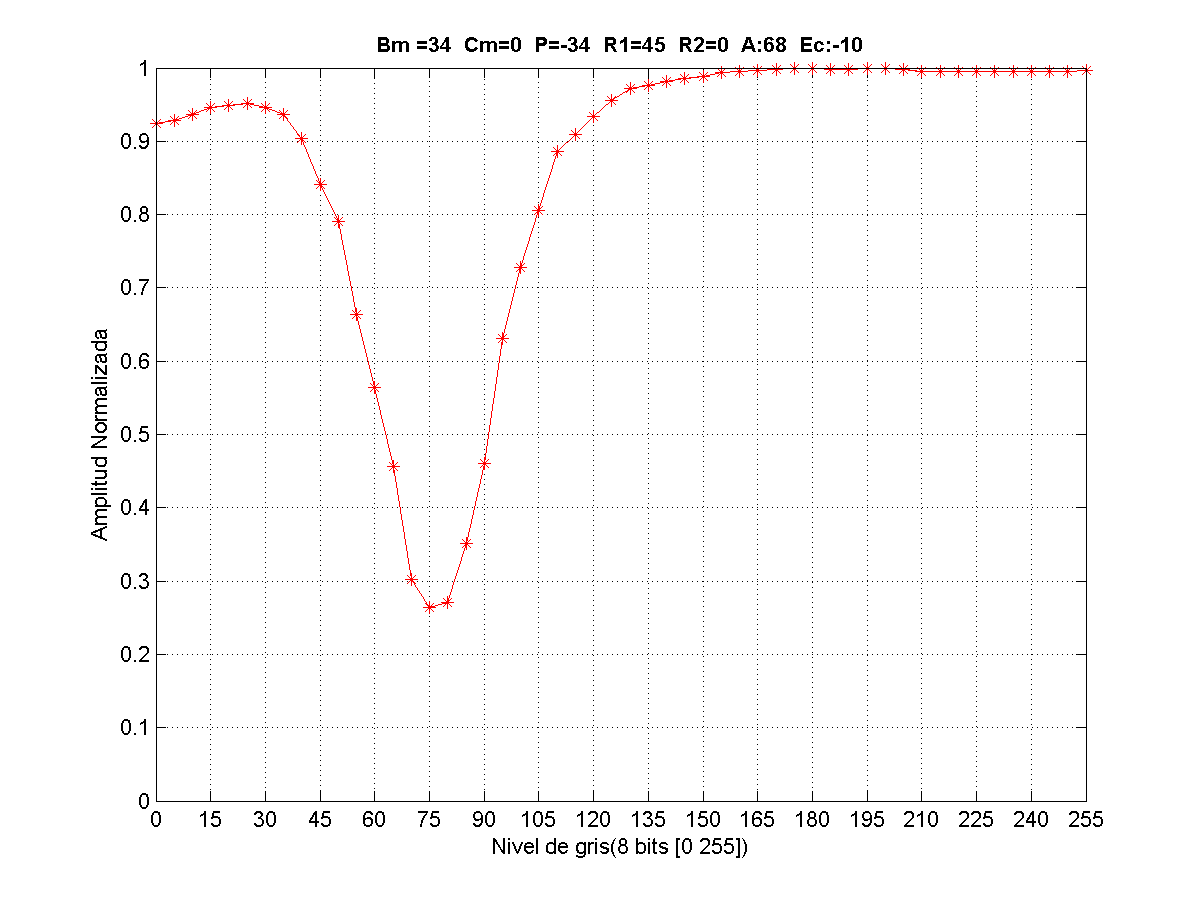 Bm =34  Cm=0  P=-34  R1=45  R2=0  A:68  Ec:-10
1
0.9
0.8
0.7
0.6
0.5
0.4
0.3
0.2
0.1
0
Amplitud Normalizada
0 15 30 45 60 75 90 105 120 135 150 165 180 195 210 225 240 255
Nivel de gris(8 bits [0 255])